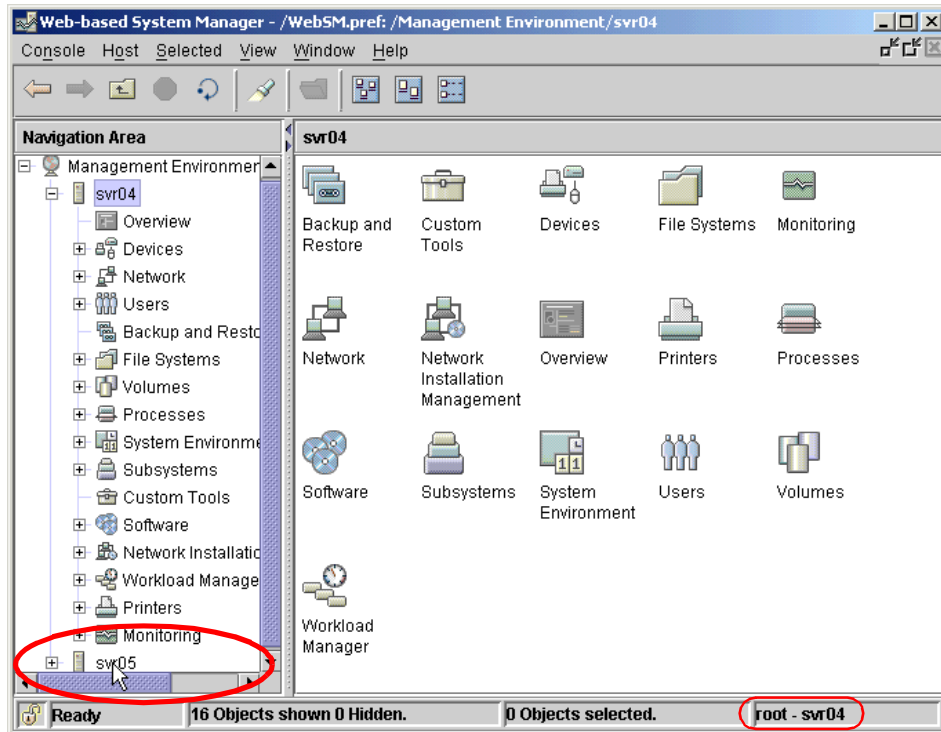 Web-based System Manager - /WebSM.pref: /Management Environment/svr04
Console Host Selected View Window Help
Navigation Area
Management Environmer
svr04
Overview
Devices
Network
Users
Backup and Resto
File Systems
Volumes
Processes
System Environme
Subsystems
Custom Tools
Software
Network Installatio
Workload Manage
Printers
Monitoring
svr05
svr04
Backup and Restore
Custom Tools
Devices
File Systems
Monitoring
Network
Network Installation Management
Overview
Printers
Processes
Software
Subsystems
System Environment
Users
Volumes
Workload Manager
Ready
16 Objects shown 0 Hidden.
0 Objects selected.
root - svr04